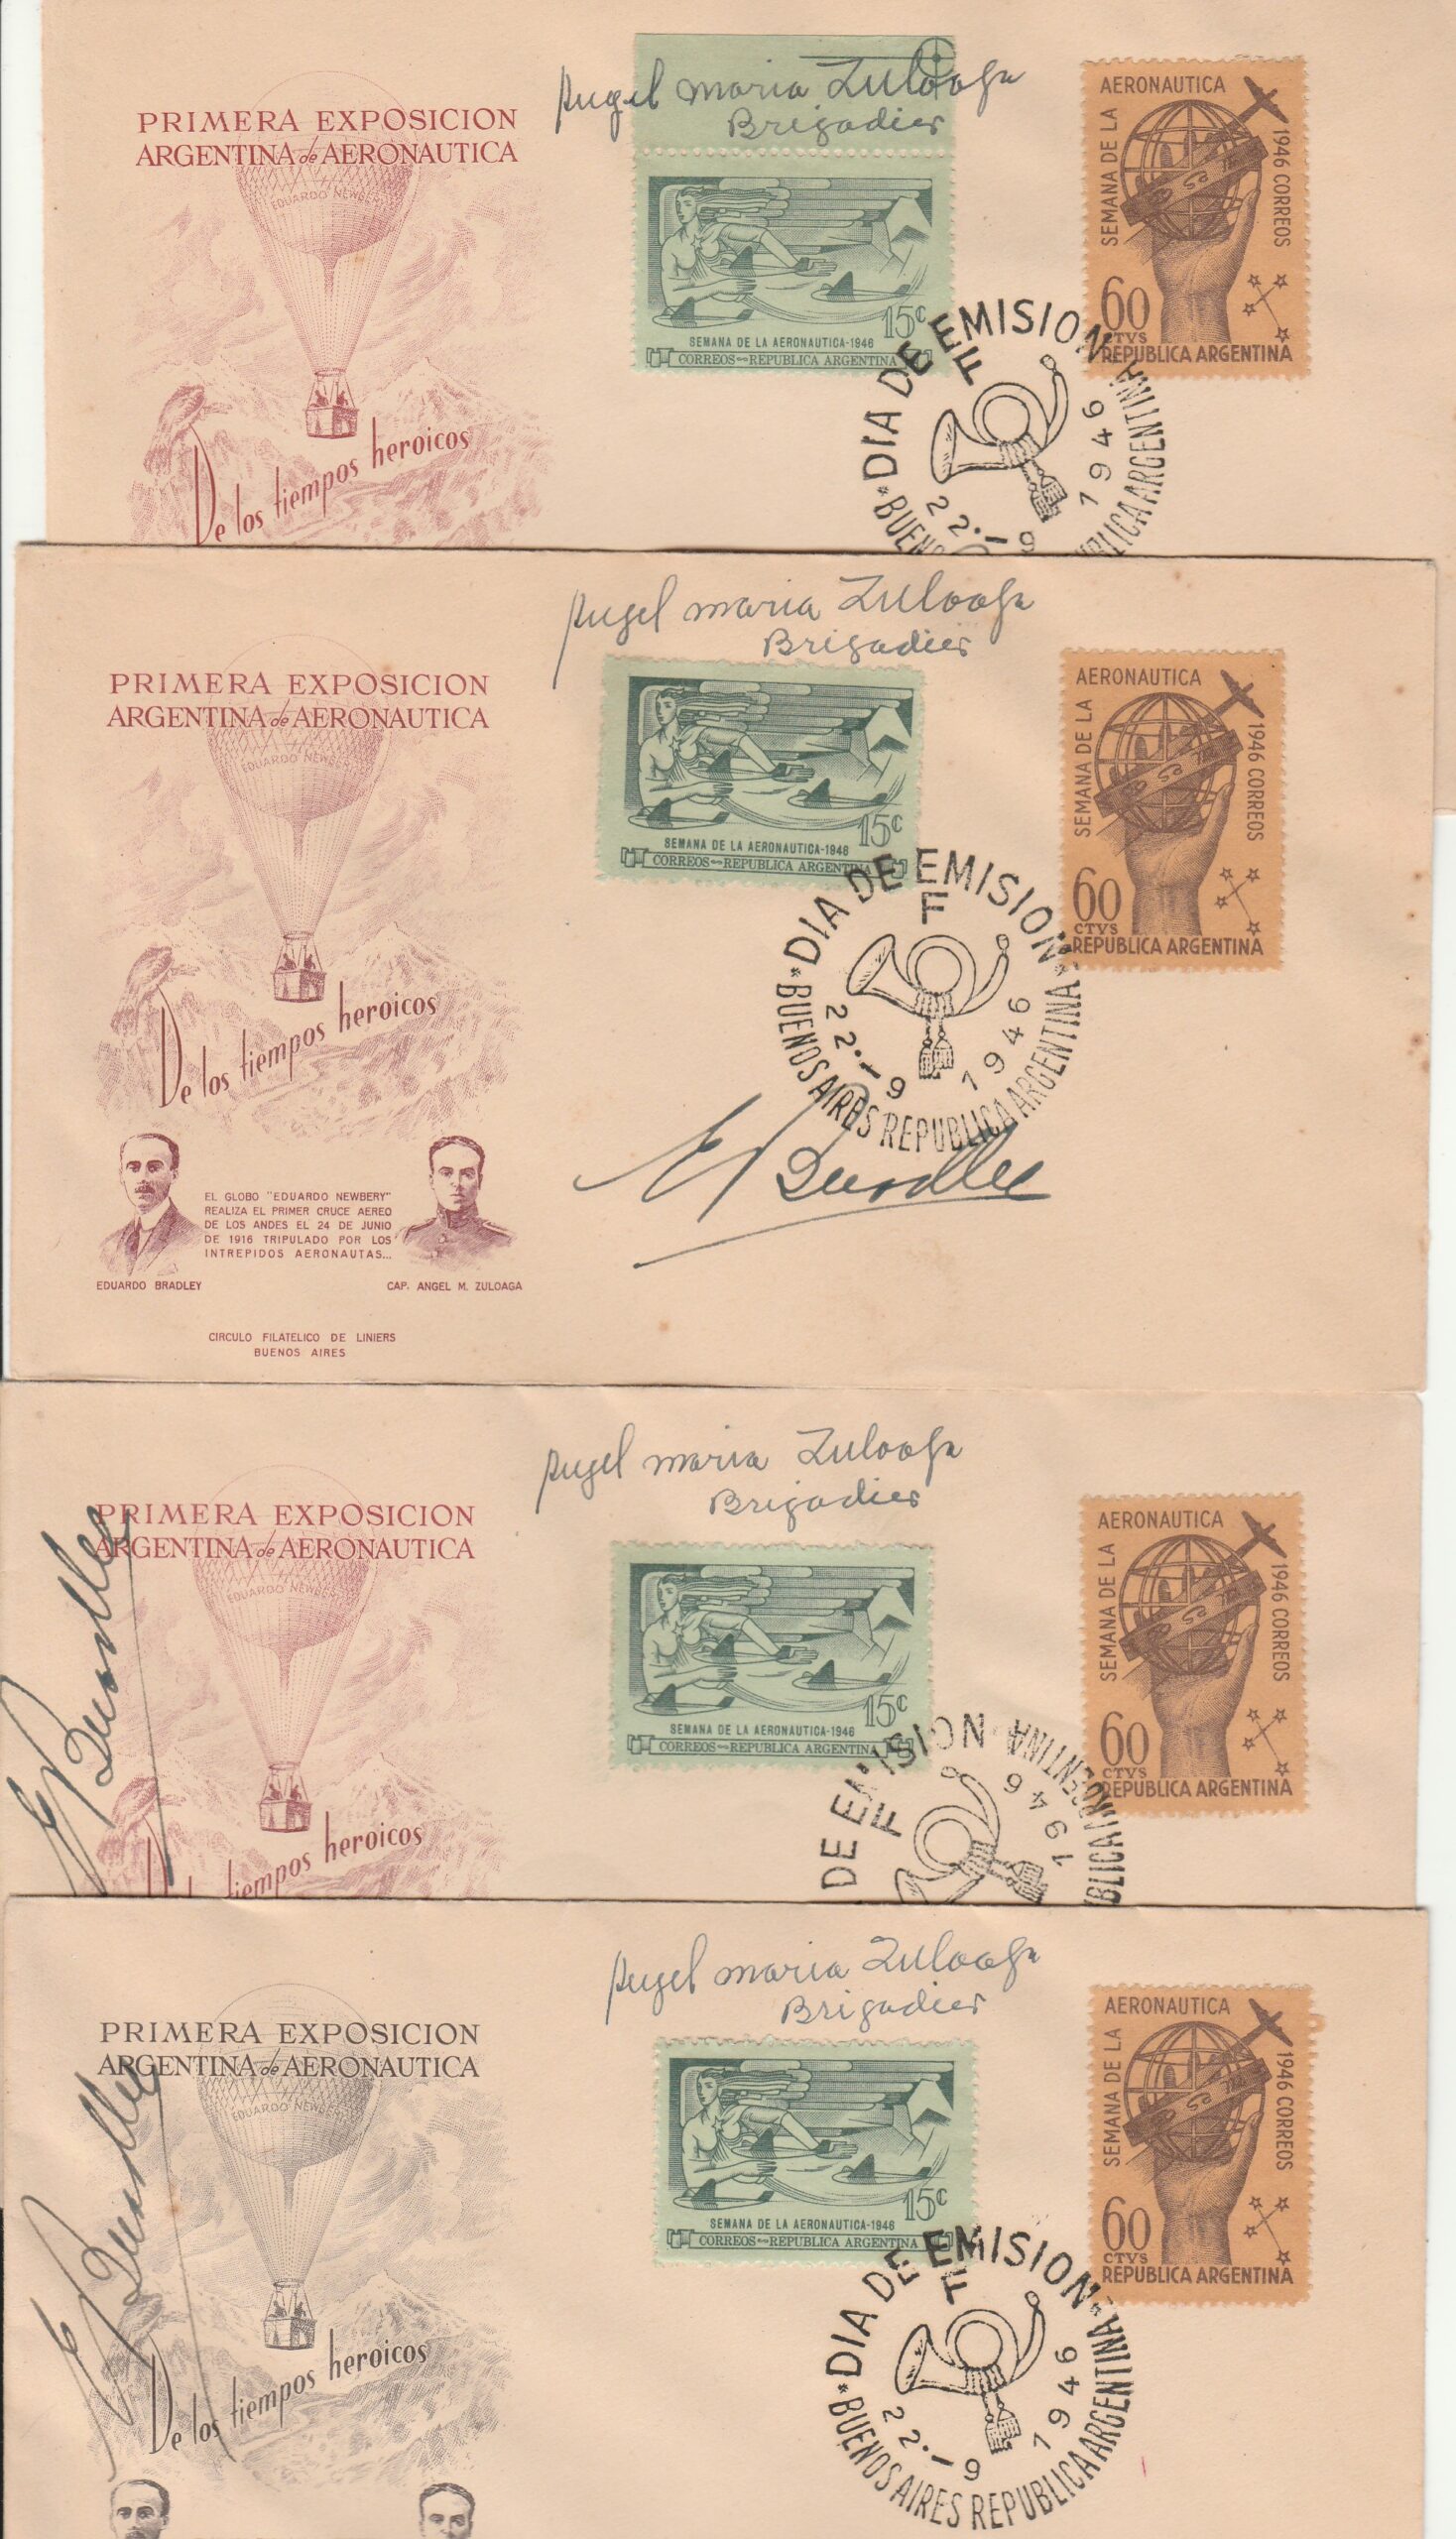 PRIMERA EXPOSICION
ARGENTINA de AERONAUTICA
EDUARDO NEWBERY
De los tiempos heroicos
Angel Maria Zuloaga
Brigadier
15c
SEMANA DE LA AERONAUTICA-1946
CORREOS REPUBLICA ARGENTINA
SEMANA DE LA
AERONAUTICA
1946 CORREOS
60
CTVS
REPUBLICA ARGENTINA
*DIA DE EMISION
F
22·I-9
1946
*BUEN
BLICA ARGENTINA
PRIMERA EXPOSICION
ARGENTINA de AERONAUTICA
EDUARDO NEWBERY
De los tiempos heroicos
EL GLOBO "EDUARDO NEWBERY"
REALIZA EL PRIMER CRUCE AEREO
DE LOS ANDES EL 24 DE JUNIO
DE 1916 TRIPULADO POR LOS
INTREPIDOS AERONAUTAS...
EDUARDO BRADLEY
CAP. ANGEL M. ZULOAGA
CIRCULO FILATELICO DE LINIERS
BUENOS AIRES
Angel Maria Zuloaga
Brigadier
15c
SEMANA DE LA AERONAUTICA-1946
CORREOS REPUBLICA ARGENTINA
SEMANA DE LA
AERONAUTICA
1946 CORREOS
60
CTVS
REPUBLICA ARGENTINA
*DIA DE EMISION*
F
22·I-9
1946
BUENOS AIRES REPUBLICA ARGENTINA
E Bradley
PRIMERA EXPOSICION
ARGENTINA de AERONAUTICA
EDUARDO NEWBERY
tiempos heroicos
E Bradley
Angel Maria Zuloaga
Brigadier
15c
SEMANA DE LA AERONAUTICA-1946
CORREOS REPUBLICA ARGENTINA
SEMANA DE LA
AERONAUTICA
1946 CORREOS
60
CTVS
REPUBLICA ARGENTINA
DE EMISION
F
1946
BLICA ARGENTINA
PRIMERA EXPOSICION
ARGENTINA de AERONAUTICA
EDUARDO NEWBERY
De los tiempos heroicos
E Bradley
Angel Maria Zuloaga
Brigadier
15c
SEMANA DE LA AERONAUTICA-1946
CORREOS REPUBLICA ARGENTINA
SEMANA DE LA
AERONAUTICA
1946 CORREOS
60
CTVS
REPUBLICA ARGENTINA
*DIA DE EMISION*
F
22·I-9
1946
BUENOS AIRES REPUBLICA ARGENTINA